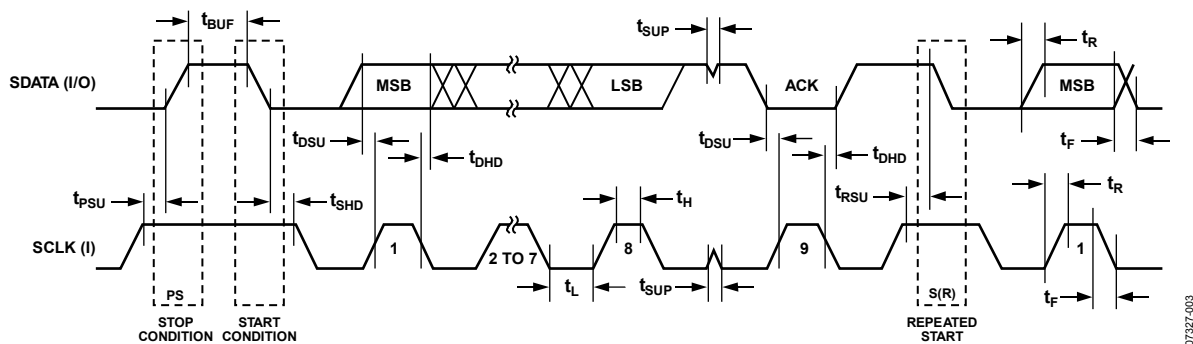 tBUF
tSUP
tR
SDATA (I/O)
MSB
LSB
ACK
MSB
tDSU
tDHD
tDSU
tDHD
tF
tPSU
tSHD
tH
tRSU
tR
SCLK (I)
1
2 TO 7
8
9
1
PS
tL
tSUP
S(R)
tF
STOP
CONDITION
START
CONDITION
REPEATED
START
07327-003